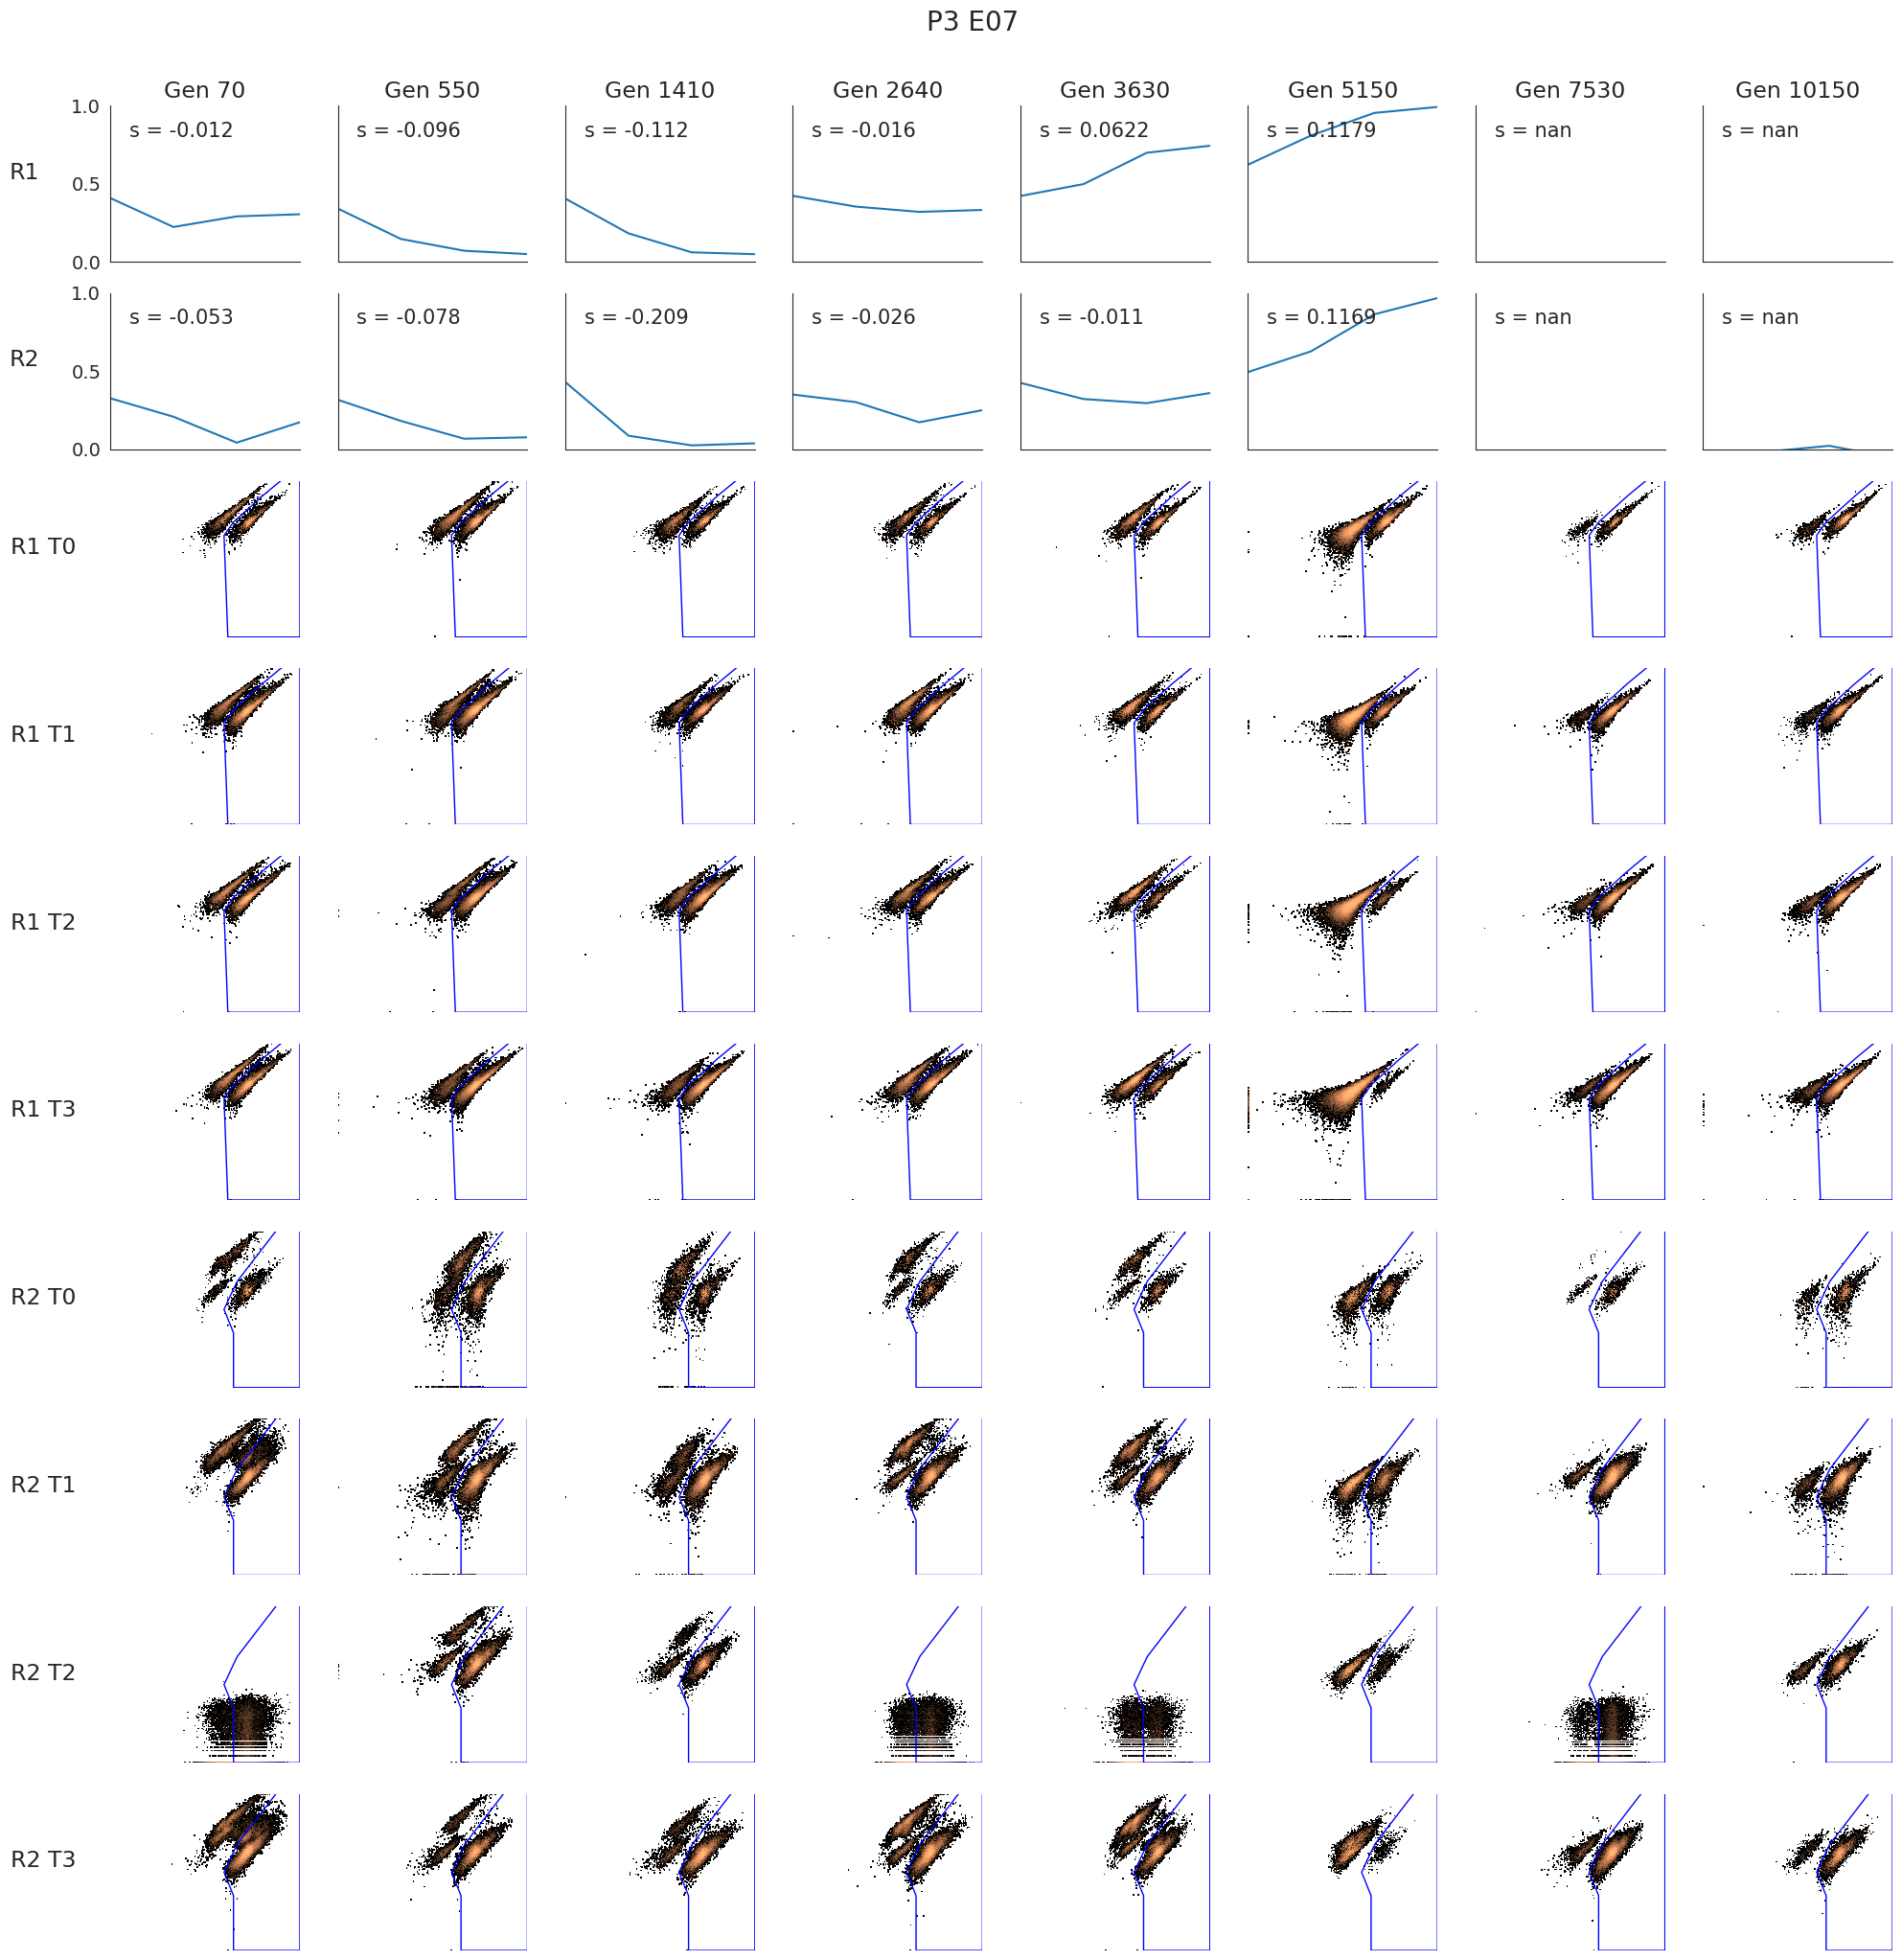 P3 E07
Gen 70 Gen 550 Gen 1410 Gen 2640 Gen 3630 Gen 5150 Gen 7530 Gen 10150
1.0
s = -0.012 s = -0.096 s = -0.112 s = -0.016 s = 0.0622 s = 0.1179 s = nan s = nan
R1
0.5
0.0
1.0
s = -0.053 s = -0.078 s = -0.209 s = -0.026 s = -0.011 s = 0.1169 s = nan s = nan
R2
0.5
0.0
R1 T0
R1 T1
R1 T2
R1 T3
R2 T0
R2 T1
R2 T2
R2 T3